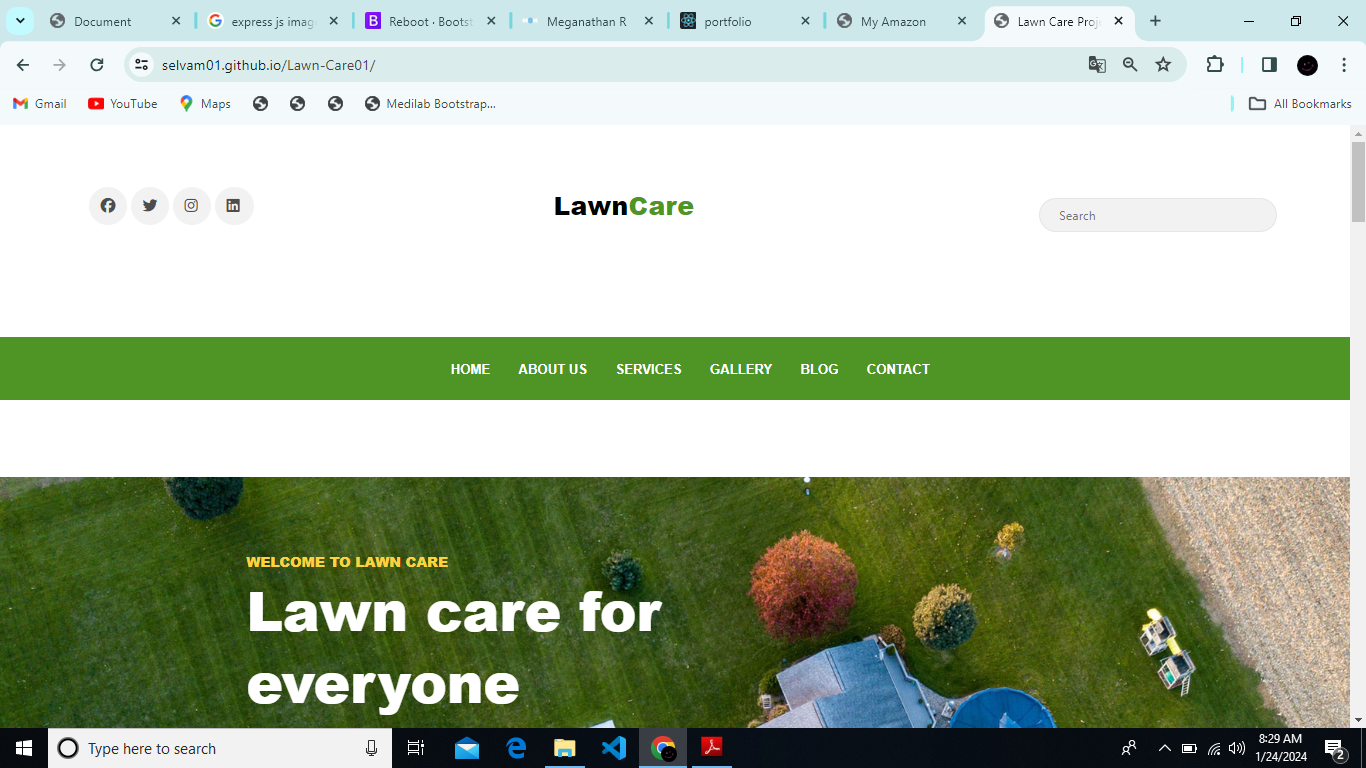 Document
express js imag
Reboot · Bootst
Meganathan R
portfolio
My Amazon
Lawn Care Proj
selvam01.github.io/Lawn-Care01/
Gmail
YouTube
Maps
Medilab Bootstrap...
All Bookmarks
LawnCare
Search
HOME ABOUT US SERVICES GALLERY BLOG CONTACT
WELCOME TO LAWN CARE
Lawn care for
everyone
Type here to search
8:29 AM
1/24/2024
2